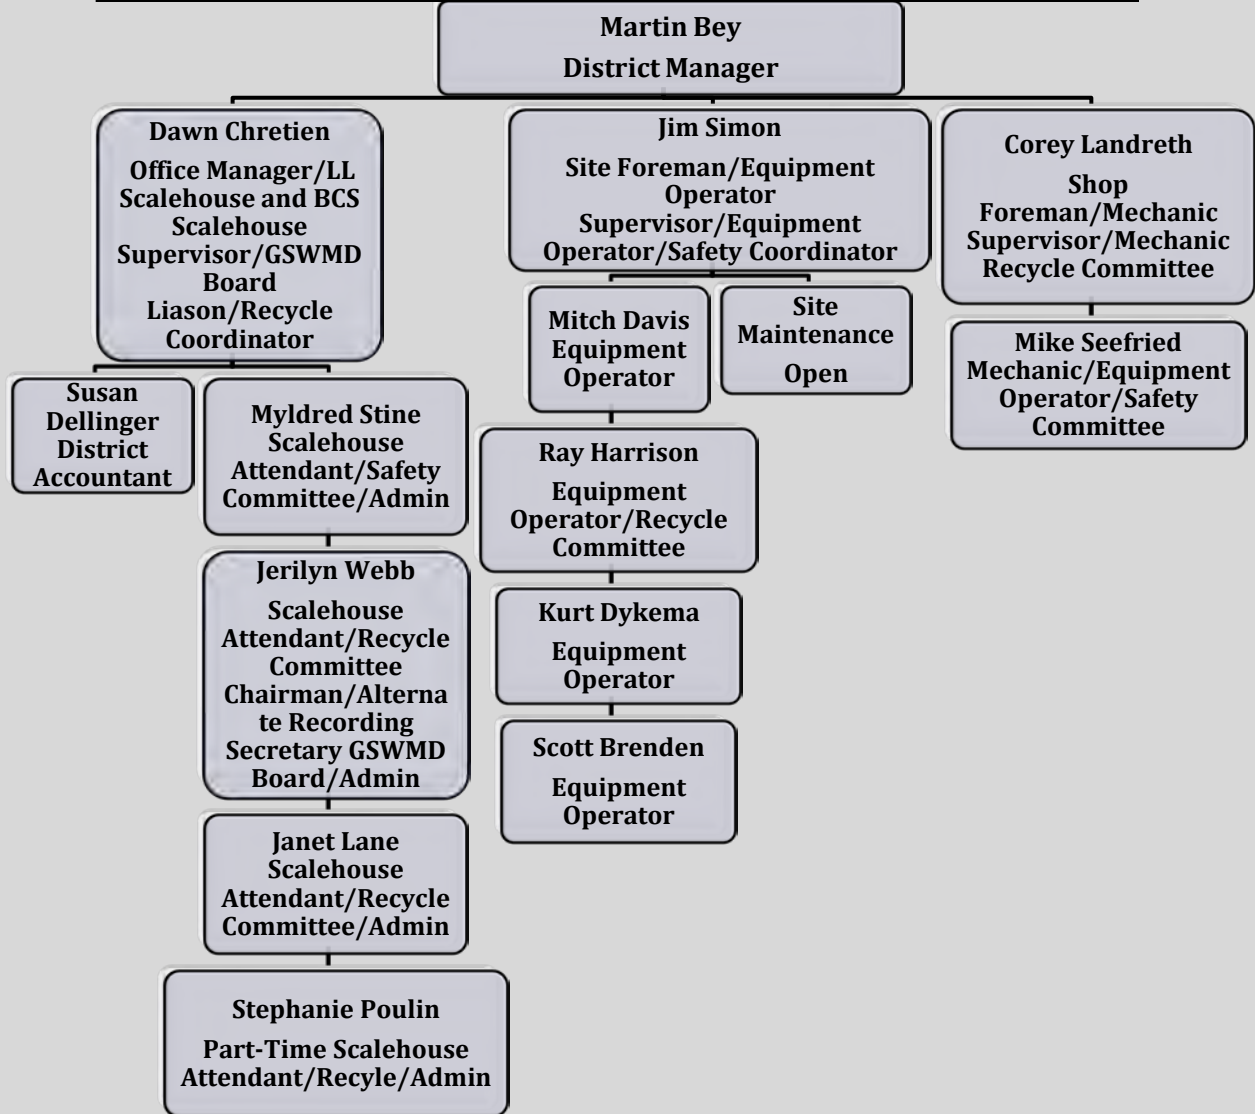 Martin Bey
District Manager
Dawn Chretien
Office Manager/LL
Scalehouse and BCS
Scalehouse
Supervisor/GSWMD
Board
Liason/Recycle
Coordinator
Jim Simon
Site Foreman/Equipment
Operator
Supervisor/Equipment
Operator/Safety Coordinator
Corey Landreth
Shop
Foreman/Mechanic
Supervisor/Mechanic
Recycle Committee
Susan
Dellinger
District
Accountant
Myldred Stine
Scalehouse
Attendant/Safety
Committee/Admin
Mitch Davis
Equipment
Operator
Site
Maintenance
Open
Mike Seefried
Mechanic/Equipment
Operator/Safety
Committee
Ray Harrison
Equipment
Operator/Recycle
Committee
Jerilyn Webb
Scalehouse
Attendant/Recycle
Committee
Chairman/Alterna
te Recording
Secretary GSWMD
Board/Admin
Kurt Dykema
Equipment
Operator
Scott Brenden
Equipment
Operator
Janet Lane
Scalehouse
Attendant/Recycle
Committee/Admin
Stephanie Poulin
Part-Time Scalehouse
Attendant/Recyle/Admin